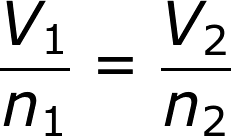 V₁/n₁ = V₂/n₂